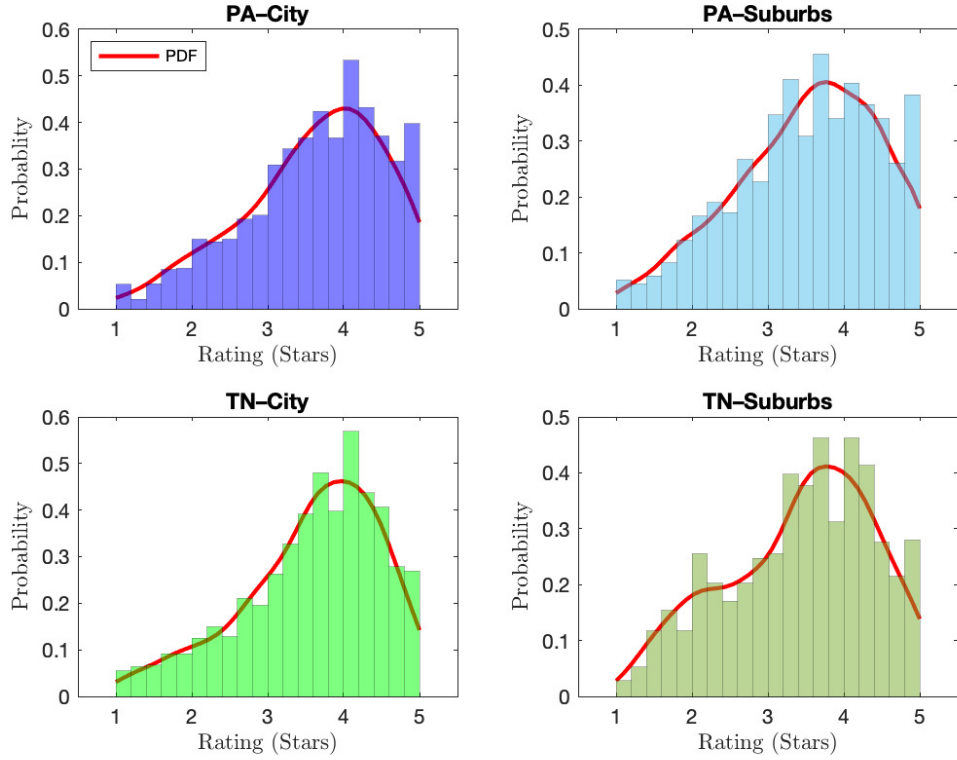 PA–City
0.6
0.5
0.4
0.3
0.2
0.1
0
Probablity
PDF
1 2 3 4 5
Rating (Stars)
PA–Suburbs
0.5
0.4
0.3
0.2
0.1
0
Probability
1 2 3 4 5
Rating (Stars)
TN–City
0.6
0.5
0.4
0.3
0.2
0.1
0
Probability
1 2 3 4 5
Rating (Stars)
TN–Suburbs
0.5
0.4
0.3
0.2
0.1
0
Probability
1 2 3 4 5
Rating (Stars)